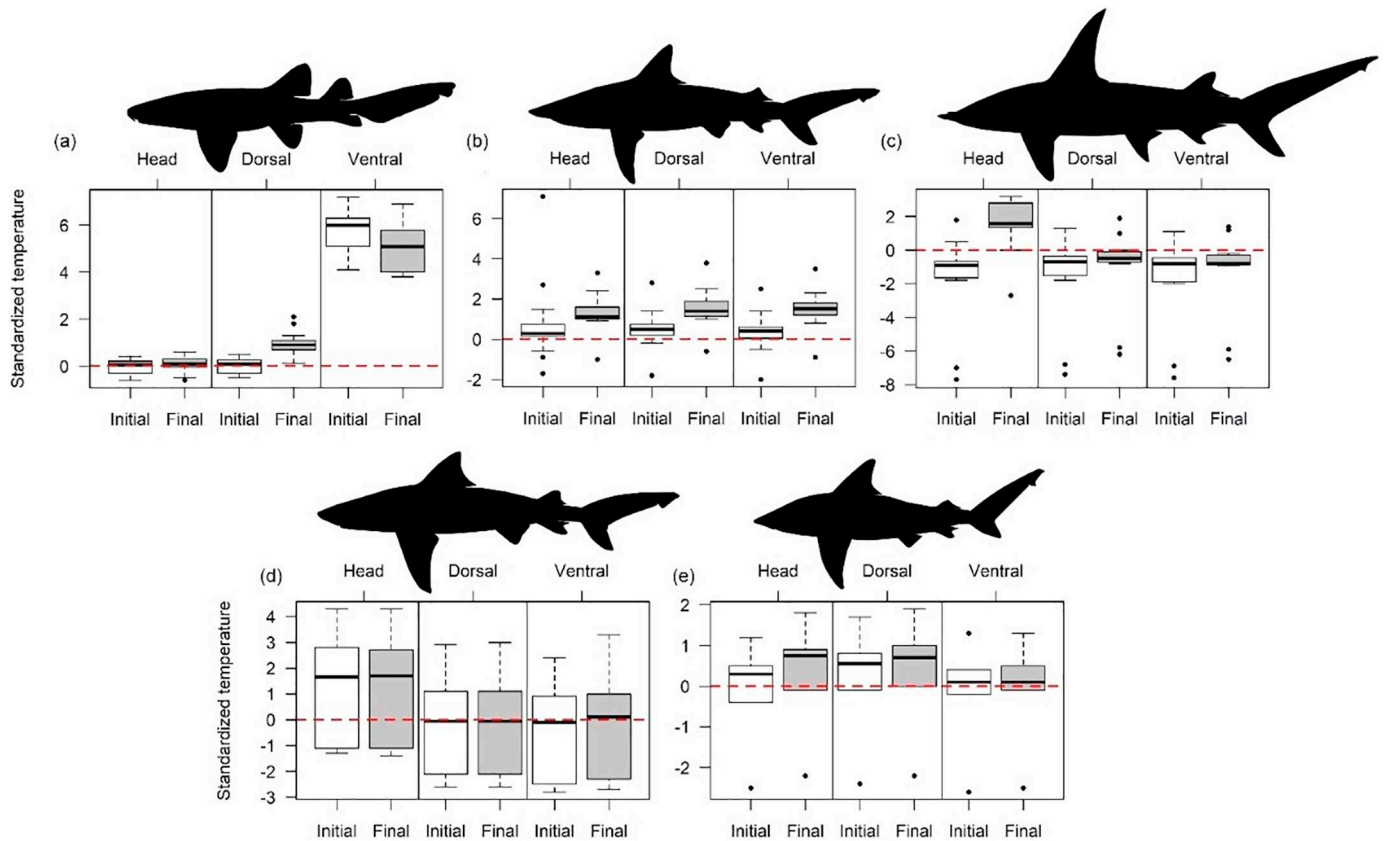 (a)
Head Dorsal Ventral
(b)
Head Dorsal Ventral
(c)
Head Dorsal Ventral
Standardized temperature
6
4
2
0
Initial Final Initial Final Initial Final
6
4
2
0
-2
Initial Final Initial Final Initial Final
2
0
-2
-4
-6
-8
Initial Final Initial Final Initial Final
(d)
Head Dorsal Ventral
(e)
Head Dorsal Ventral
Standardized temperature
4
3
2
1
0
-1
-2
-3
Initial Final Initial Final Initial Final
2
1
0
-1
-2
Initial Final Initial Final Initial Final